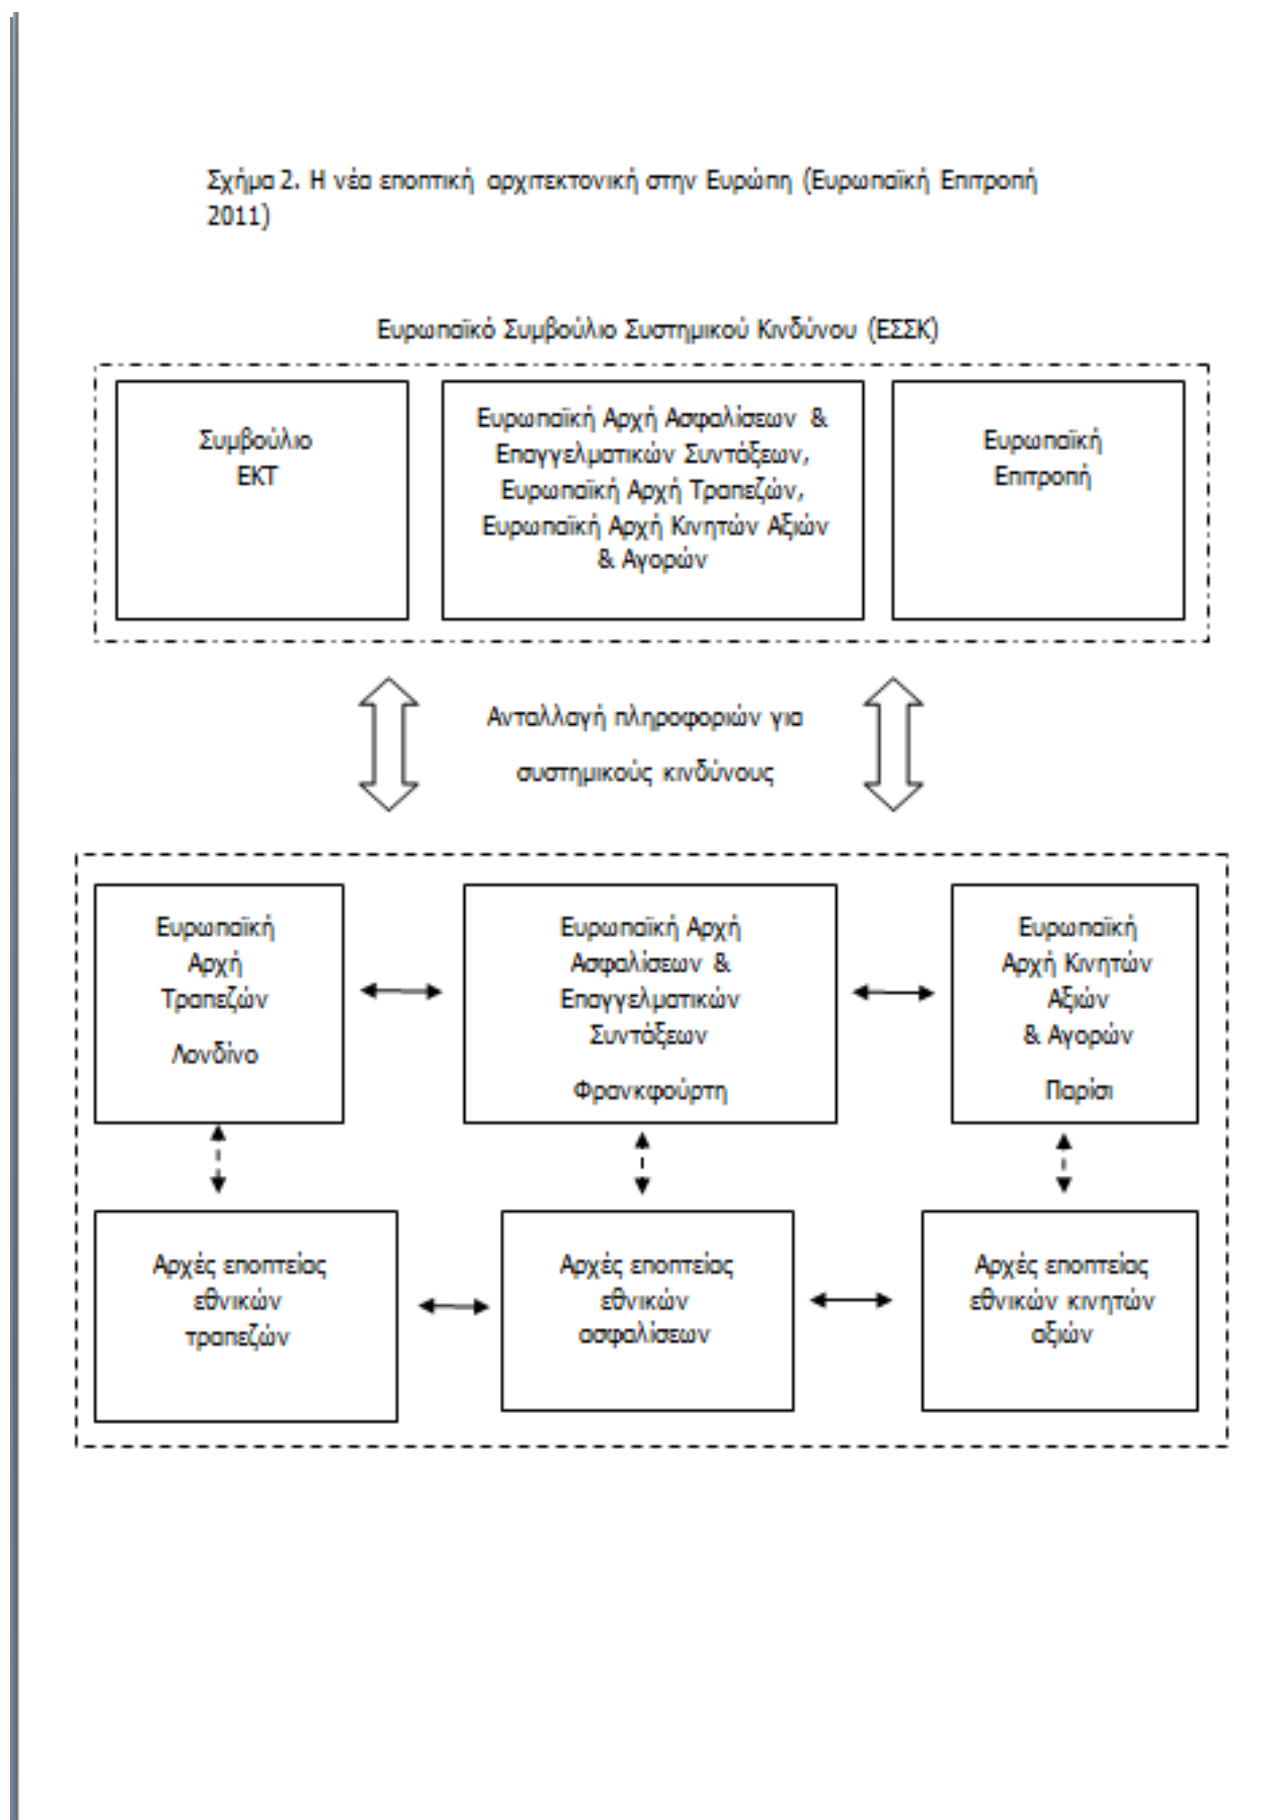 Σχήμα 2. Η νέα εποπτική αρχιτεκτονική στην Ευρώπη (Ευρωπαϊκή Επιτροπή
2011)
Ευρωπαϊκό Συμβούλιο Συστημικού Κινδύνου (ΕΣΣΚ)
Συμβούλιο
ΕΚΤ
Ευρωπαϊκή Αρχή Ασφαλίσεων &
Επαγγελματικών Συντάξεων,
Ευρωπαϊκή Αρχή Τραπεζών,
Ευρωπαϊκή Αρχή Κινητών Αξιών
& Αγορών
Ευρωπαϊκή
Επιτροπή
Ανταλλαγή πληροφοριών για
συστημικούς κινδύνους
Ευρωπαϊκή
Αρχή
Τραπεζών
Λονδίνο
Ευρωπαϊκή Αρχή
Ασφαλίσεων &
Επαγγελματικών
Συντάξεων
Φρανκφούρτη
Ευρωπαϊκή
Αρχή Κινητών
Αξιών
& Αγορών
Παρίσι
Αρχές εποπτείας
εθνικών
τραπεζών
Αρχές εποπτείας
εθνικών
ασφαλίσεων
Αρχές εποπτείας
εθνικών κινητών
αξιών